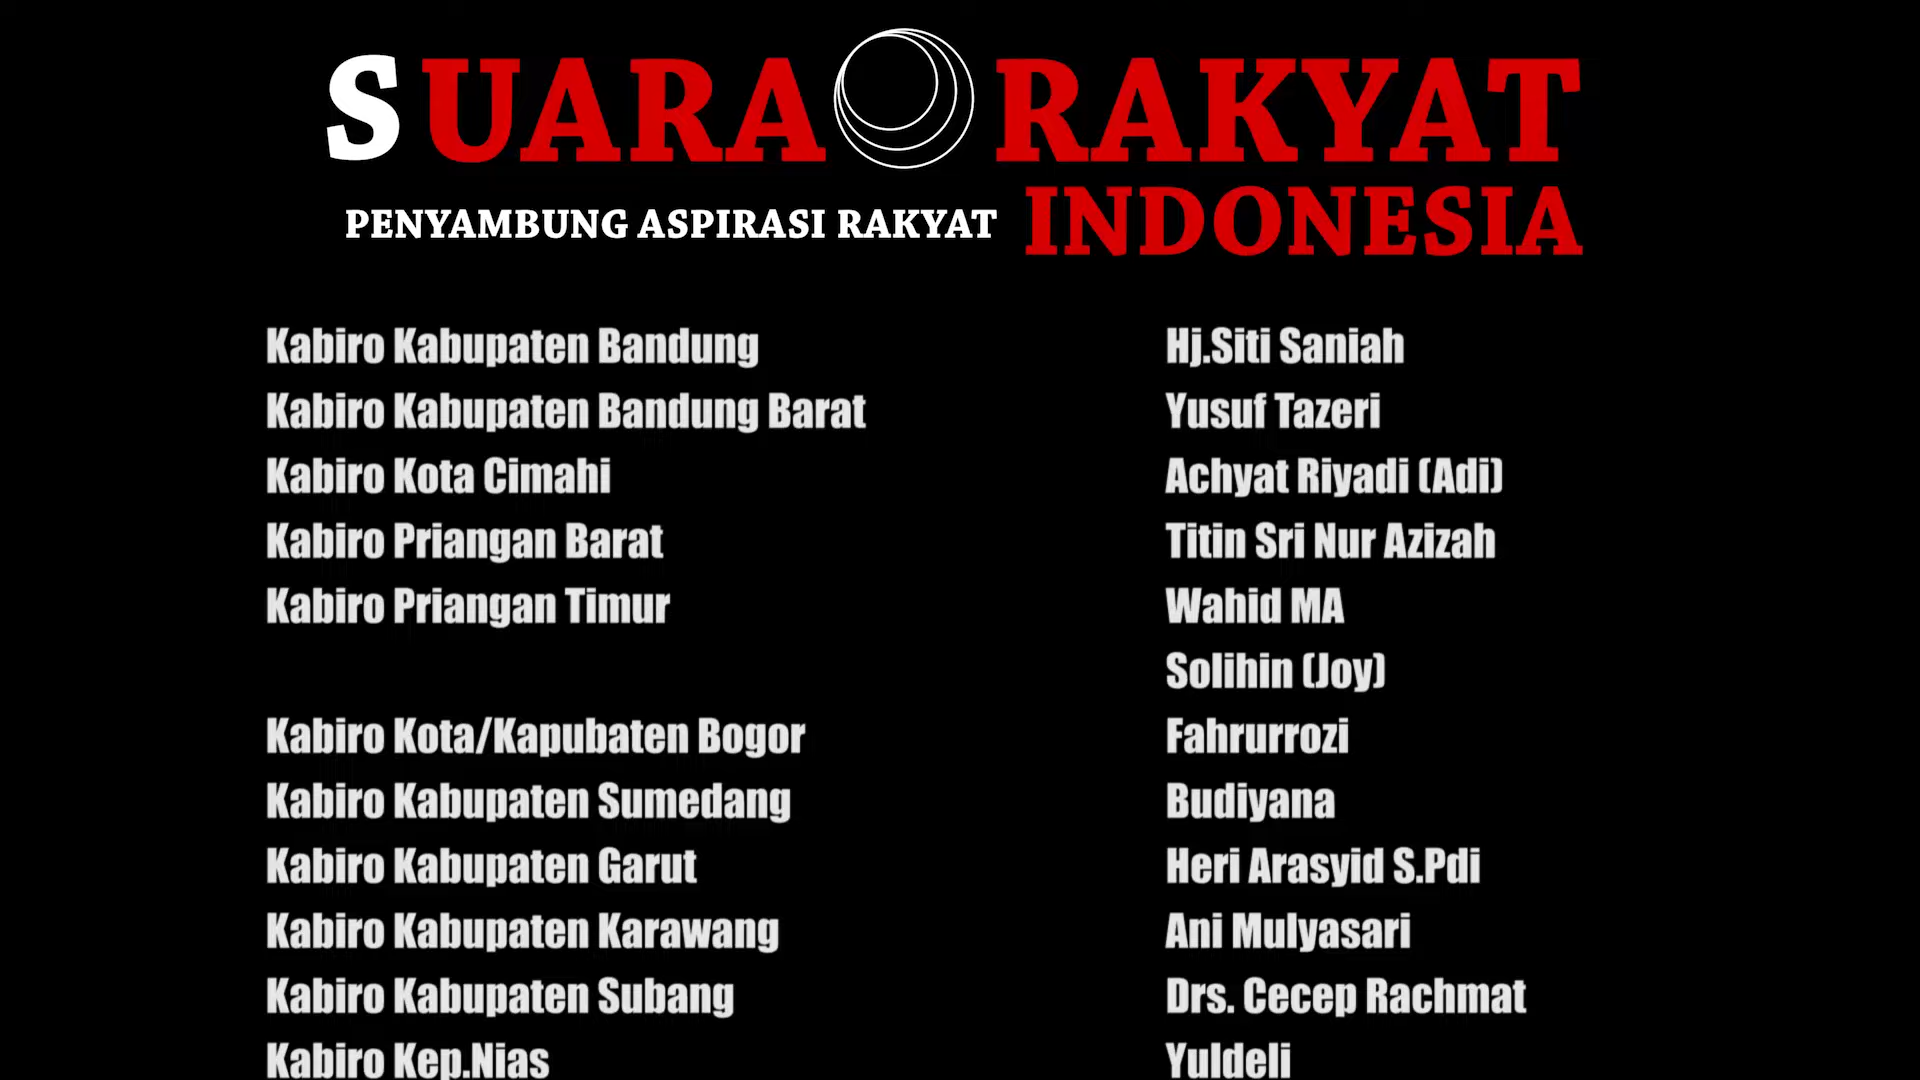 SUARA RAKYAT
PENYAMBUNG ASPIRASI RAKYAT INDONESIA
Kabiro Kabupaten Bandung Hj.Siti Saniah
Kabiro Kabupaten Bandung Barat Yusuf Tazeri
Kabiro Kota Cimahi Achyat Riyadi (Adi)
Kabiro Priangan Barat Titin Sri Nur Azizah
Kabiro Priangan Timur Wahid MA
Solihin (Joy)
Kabiro Kota/Kapubaten Bogor Fahrurrozi
Kabiro Kabupaten Sumedang Budiyana
Kabiro Kabupaten Garut Heri Arasyid S.Pdi
Kabiro Kabupaten Karawang Ani Mulyasari
Kabiro Kabupaten Subang Drs. Cecep Rachmat
Kabiro Kep.Nias Yuldeli